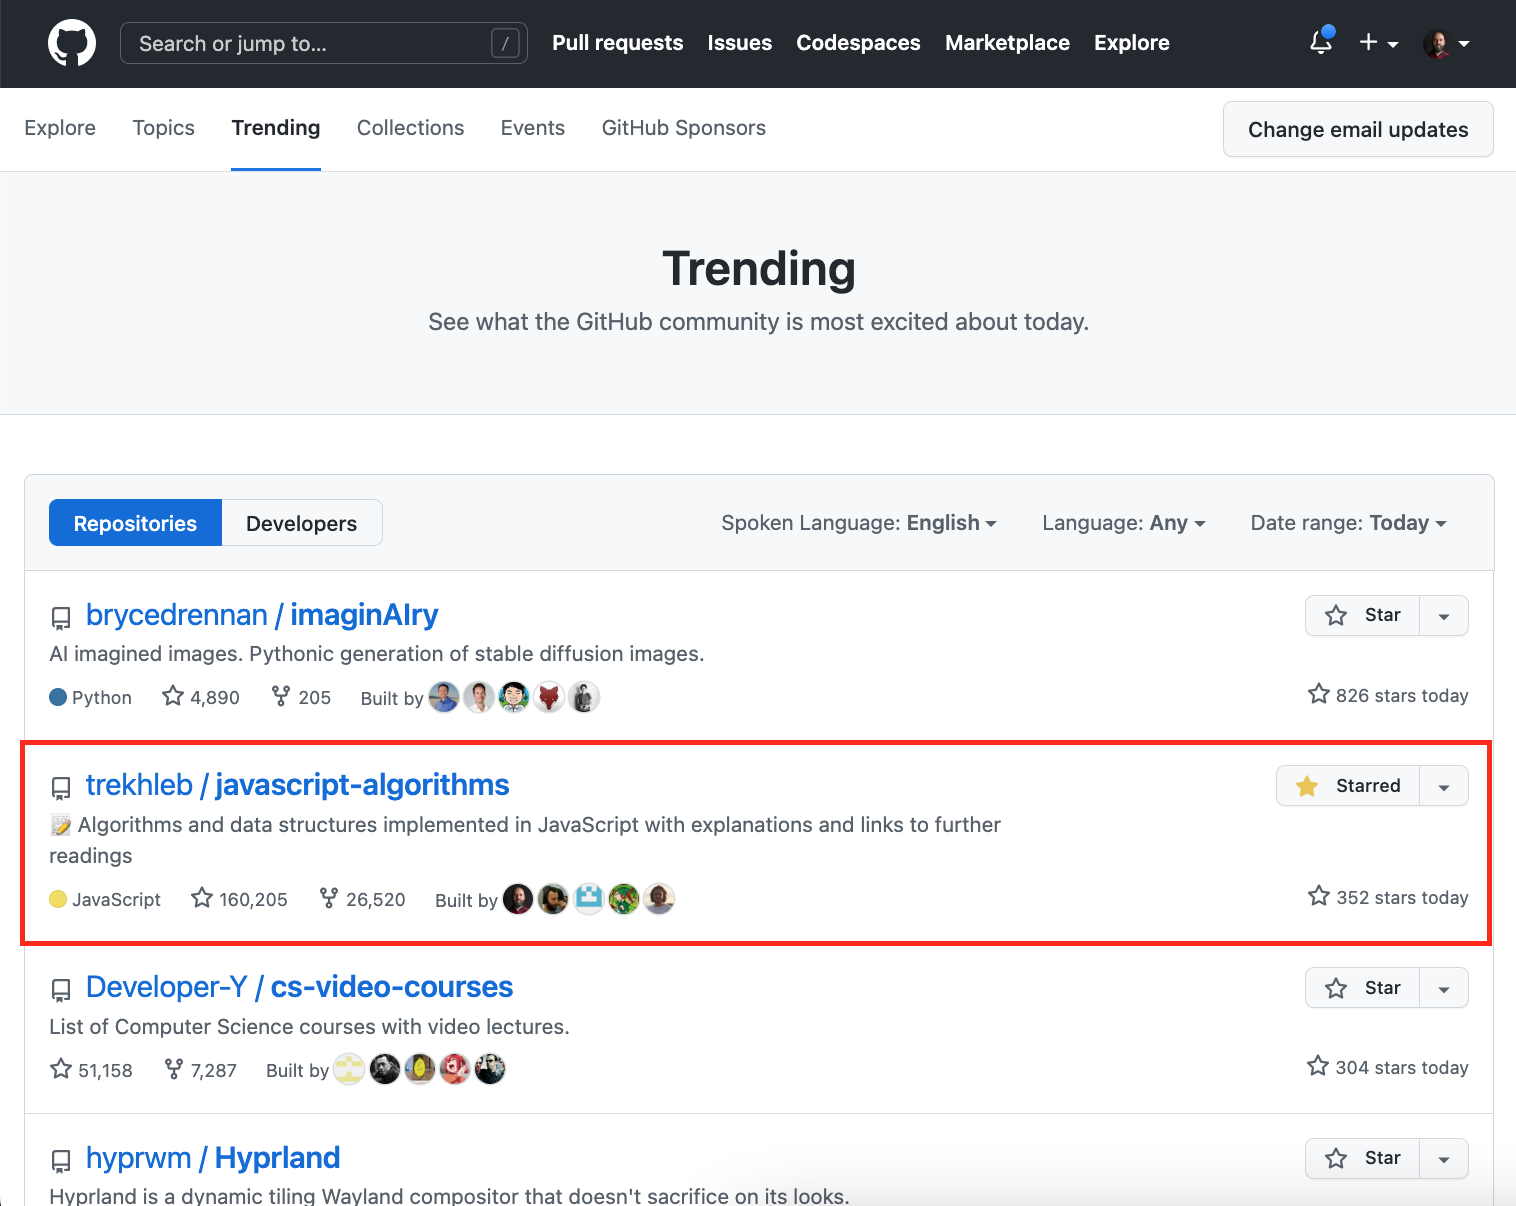 Search or jump to... /
Pull requests Issues Codespaces Marketplace Explore
Explore Topics Trending Collections Events GitHub Sponsors
Change email updates
Trending
See what the GitHub community is most excited about today.
Repositories Developers
Spoken Language: English Language: Any Date range: Today
brycedrennan / imaginAIry
Star
AI imagined images. Pythonic generation of stable diffusion images.
Python 4,890 205 Built by
826 stars today
trekhleb / javascript-algorithms
Starred
📝 Algorithms and data structures implemented in JavaScript with explanations and links to further
readings
JavaScript 160,205 26,520 Built by
352 stars today
Developer-Y / cs-video-courses
Star
List of Computer Science courses with video lectures.
51,158 7,287 Built by
304 stars today
hyprwm / Hyprland
Star
Hyprland is a dynamic tiling Wayland compositor that doesn't sacrifice on its looks.